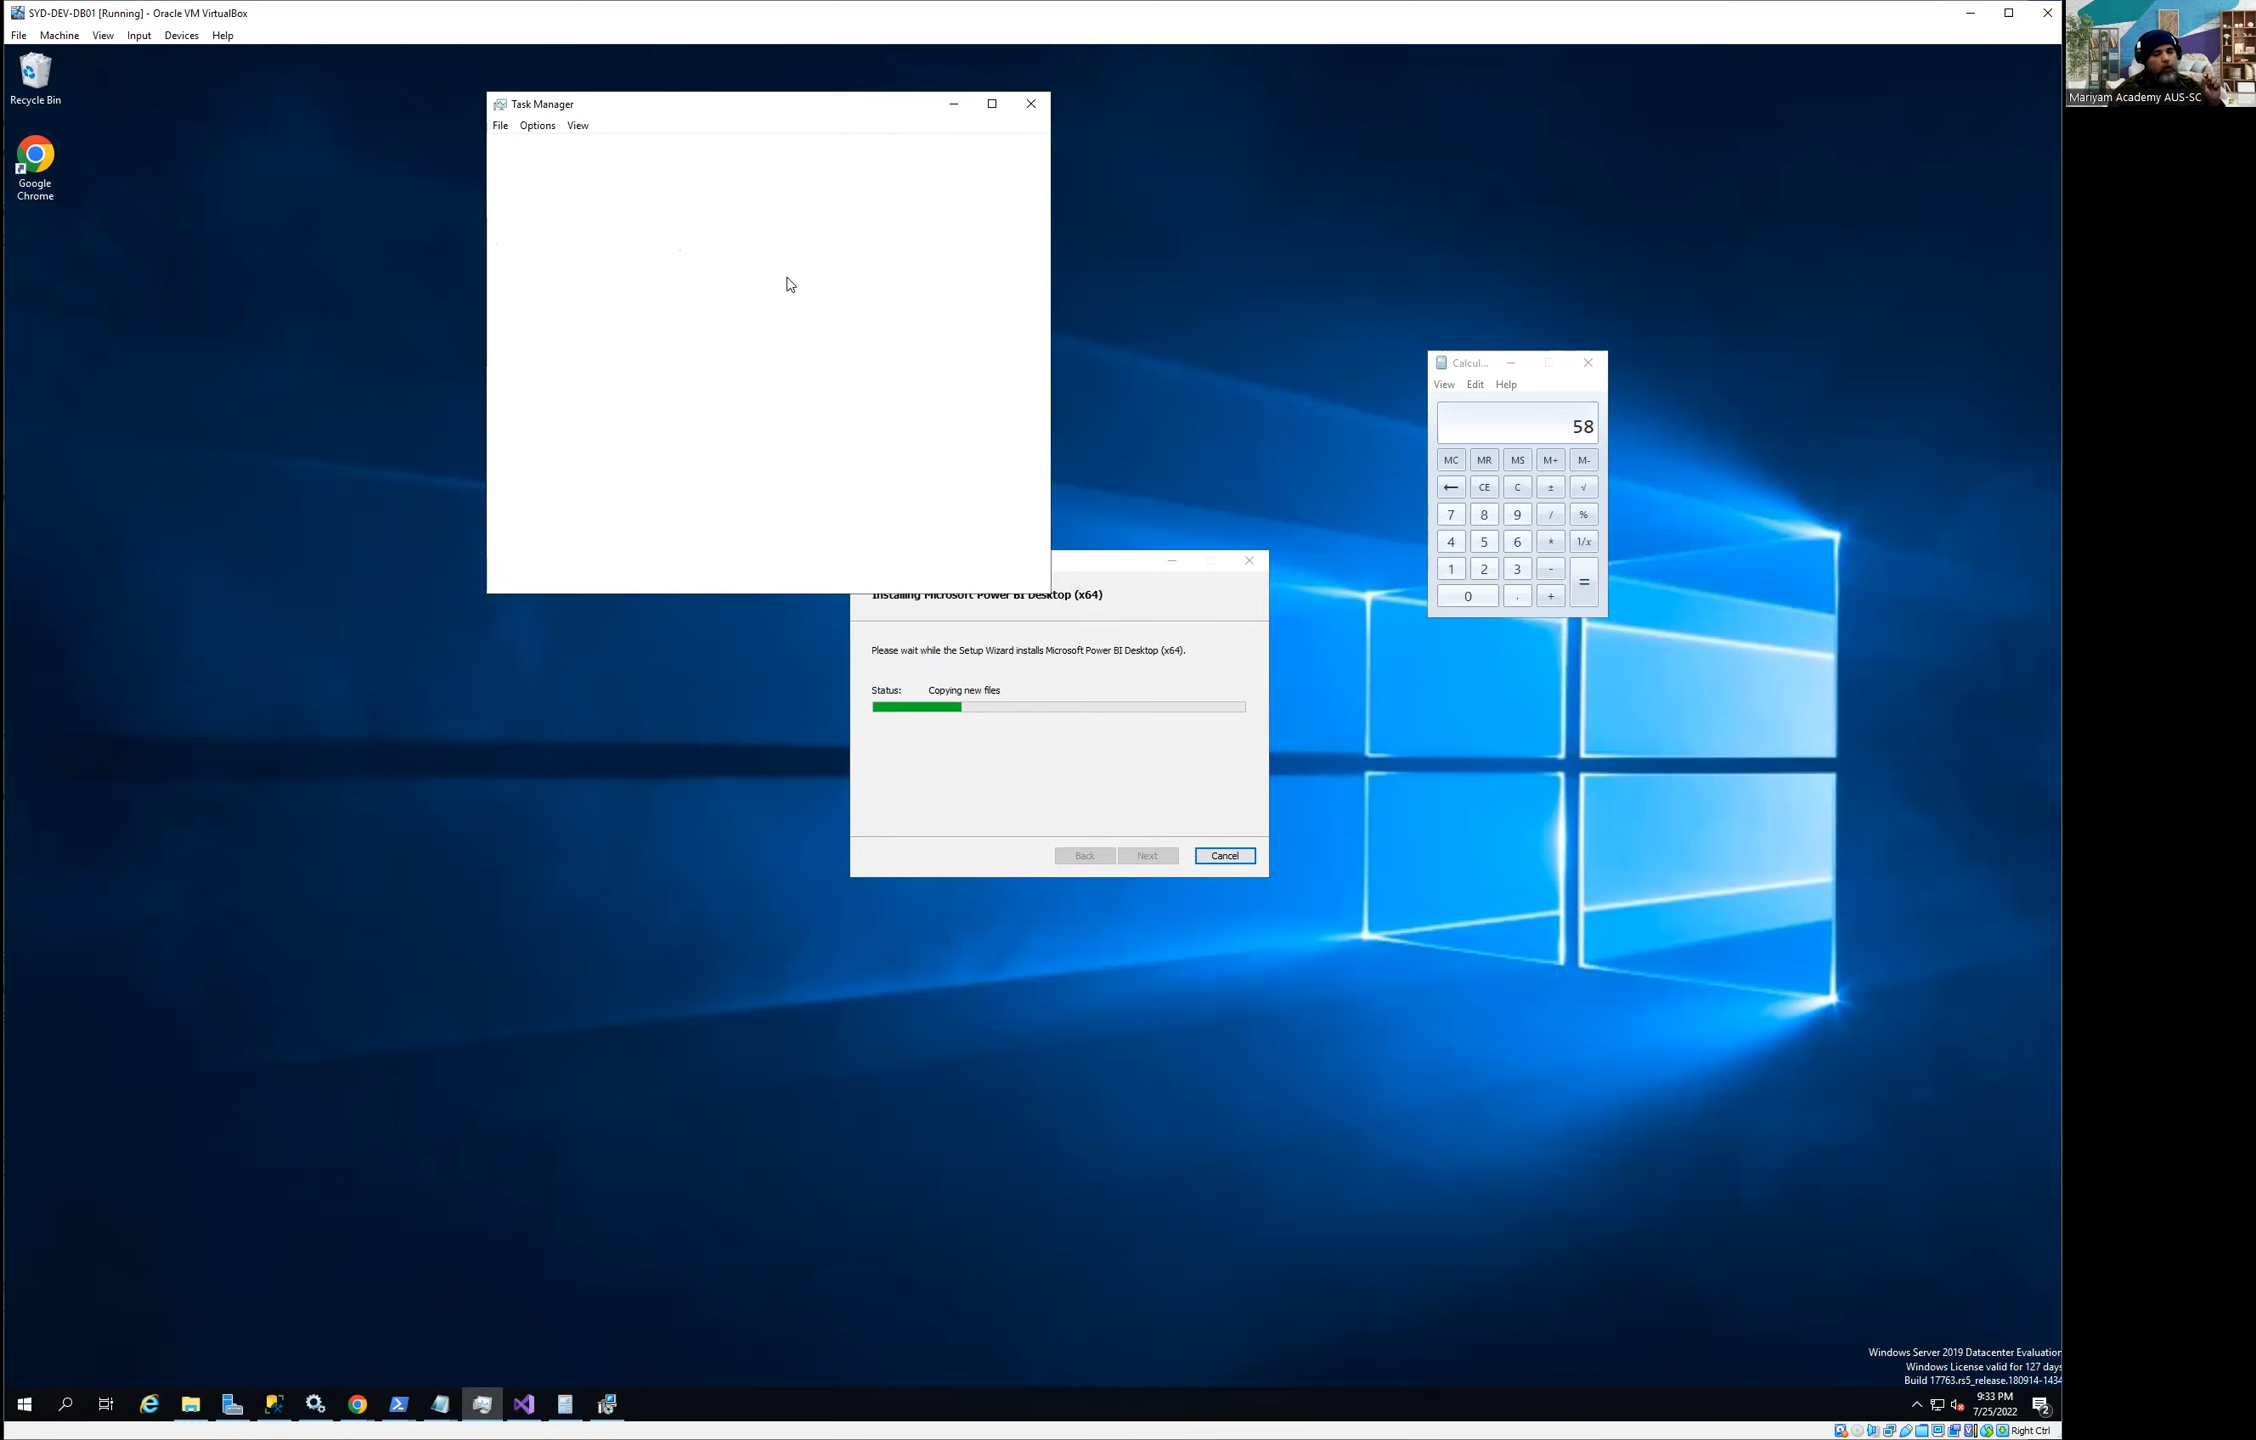 SYD-DEV-DB01 [Running] - Oracle VM VirtualBox
File Machine View Input Devices Help
Mariyam Academy AUS-SC
Recycle Bin
Google
Chrome
Task Manager
File Options View
Calcul...
View Edit Help
58
MC MR MS M+ M-
← CE C ± √
7 8 9 / %
4 5 6 * 1/x
1 2 3 - =
0 . +
Installing Microsoft Power BI Desktop (x64)
Please wait while the Setup Wizard installs Microsoft Power BI Desktop (x64).
Status: Copying new files
Back Next Cancel
Windows Server 2019 Datacenter Evaluation
Windows License valid for 127 days
Build 17763.rs5_release.180914-1434
9:33 PM
7/25/2022
2
Right Ctrl